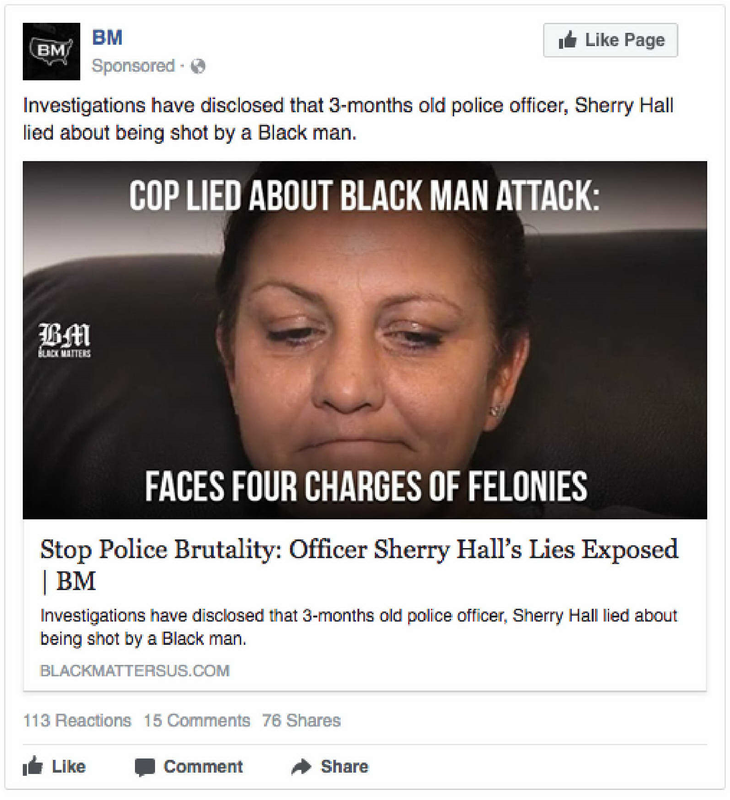 BM
BM
Like Page
Sponsored ·
Investigations have disclosed that 3-months old police officer, Sherry Hall
lied about being shot by a Black man.
COP LIED ABOUT BLACK MAN ATTACK:
BM
BLACK MATTERS
FACES FOUR CHARGES OF FELONIES
Stop Police Brutality: Officer Sherry Hall's Lies Exposed
| BM
Investigations have disclosed that 3-months old police officer, Sherry Hall lied about
being shot by a Black man.
BLACKMATTERSUS.COM
113 Reactions 15 Comments 76 Shares
Like Comment Share